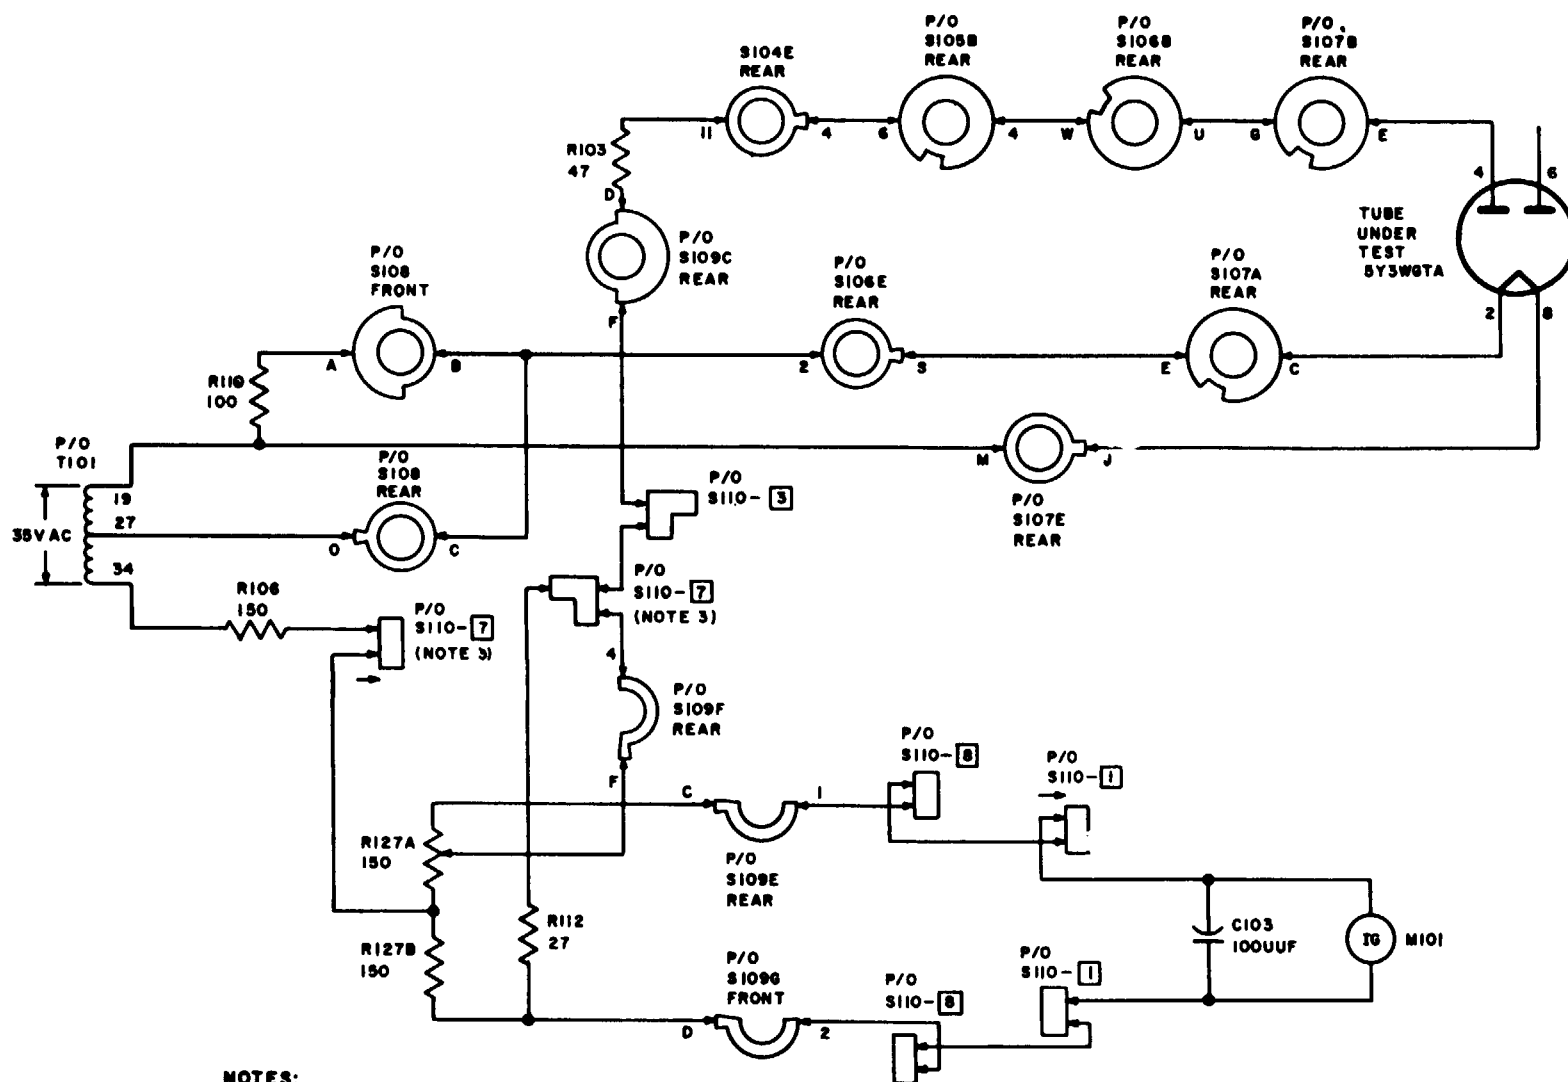 P/O
S105B
REAR
P/O
S106B
REAR
P/O
S107B
REAR
S104E
REAR
11
4
6
4
W
U
G
E
R103
47
D
4
6
TUBE
UNDER
TEST
5Y3WGTA
P/O
S109C
REAR
F
P/O
S108
FRONT
P/O
S106E
REAR
P/O
S107A
REAR
2
8
A
B
2
S
E
C
R110
100
P/O
T101
19
27
34
35VAC
P/O
S108
REAR
O
C
M
J
P/O
S107E
REAR
P/O
S110-3
P/O
S110-7
(NOTE 3)
R106
150
P/O
S110-7
(NOTE 3)
4
P/O
S109F
REAR
F
C
1
P/O
S110-8
P/O
S110-1
R127A
150
P/O
S109E
REAR
R112
27
R127B
150
C103
100UUF
TG
M101
P/O
S109G
FRONT
D
2
P/O
S110-8
P/O
S110-1
NOTES: